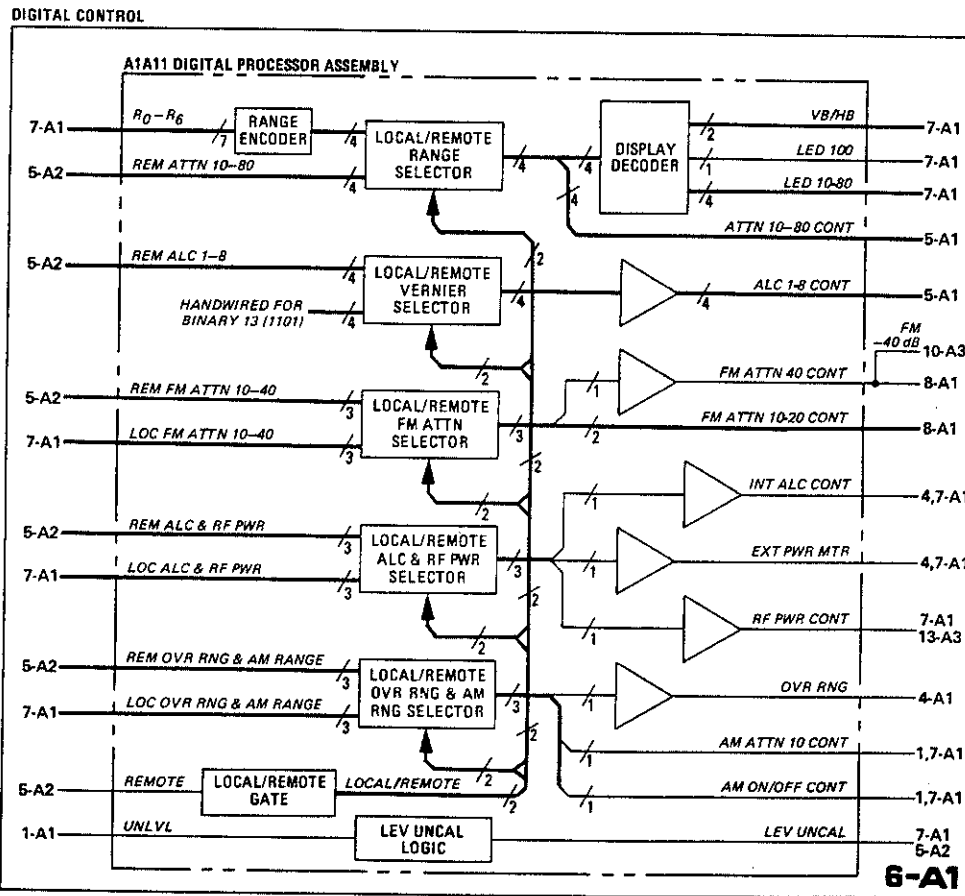 DIGITAL CONTROL
A1A11 DIGITAL PROCESSOR ASSEMBLY
7-A1
R0–R6
7
RANGE
ENCODER
4
5-A2
REM ATTN 10–80
4
LOCAL/REMOTE
RANGE
SELECTOR
4
4
4
DISPLAY
DECODER
2
VB/HB
7-A1
1
LED 100
7-A1
4
LED 10-80
7-A1
ATTN 10–80 CONT
5-A1
2
5-A2
REM ALC 1–8
4
HANDWIRED FOR
BINARY 13 (1101)
4
LOCAL/REMOTE
VERNIER
SELECTOR
4
4
ALC 1-8 CONT
5-A1
2
FM
-40 dB
10-A3
5-A2
REM FM ATTN 10–40
3
7-A1
LOC FM ATTN 10–40
3
LOCAL/REMOTE
FM ATTN
SELECTOR
3
1
FM ATTN 40 CONT
8-A1
2
FM ATTN 10-20 CONT
8-A1
2
2
5-A2
REM ALC & RF PWR
3
7-A1
LOC ALC & RF PWR
3
LOCAL/REMOTE
ALC & RF PWR
SELECTOR
3
1
INT ALC CONT
4,7-A1
1
EXT PWR MTR
4,7-A1
1
RF PWR CONT
7-A1
13-A3
2
2
5-A2
REM OVR RNG & AM RANGE
3
7-A1
LOC OVR RNG & AM RANGE
3
LOCAL/REMOTE
OVR RNG & AM
RNG SELECTOR
3
1
OVR RNG
4-A1
1
AM ATTN 10 CONT
1,7-A1
1
AM ON/OFF CONT
1,7-A1
2
2
5-A2
REMOTE
LOCAL/REMOTE
GATE
LOCAL/REMOTE
2
1-A1
UNLVL
LEV UNCAL
LOGIC
LEV UNCAL
7-A1
5-A2
6-A1